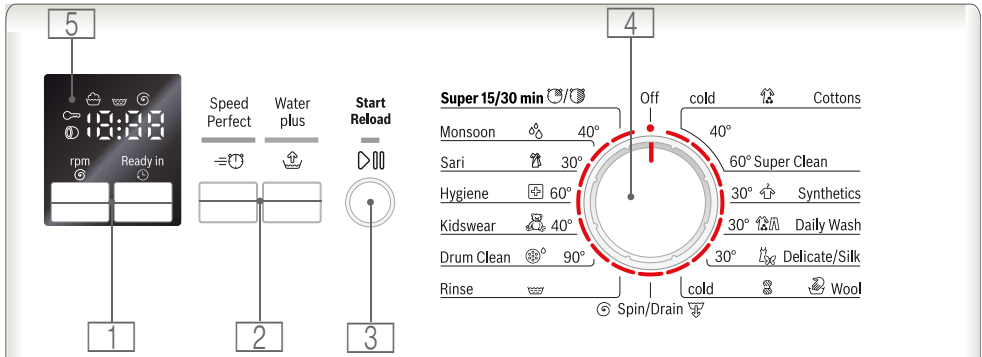 5
4
18:88
rpm
Ready in
Speed
Perfect
Water
plus
Start
Reload
Super 15/30 min /
Monsoon 40°
Sari 30°
Hygiene 60°
Kidswear 40°
Drum Clean 90°
Rinse
Off
cold Cottons
40°
60° Super Clean
30° Synthetics
30° Daily Wash
30° Delicate/Silk
cold Wool
Spin/Drain
1
2
3